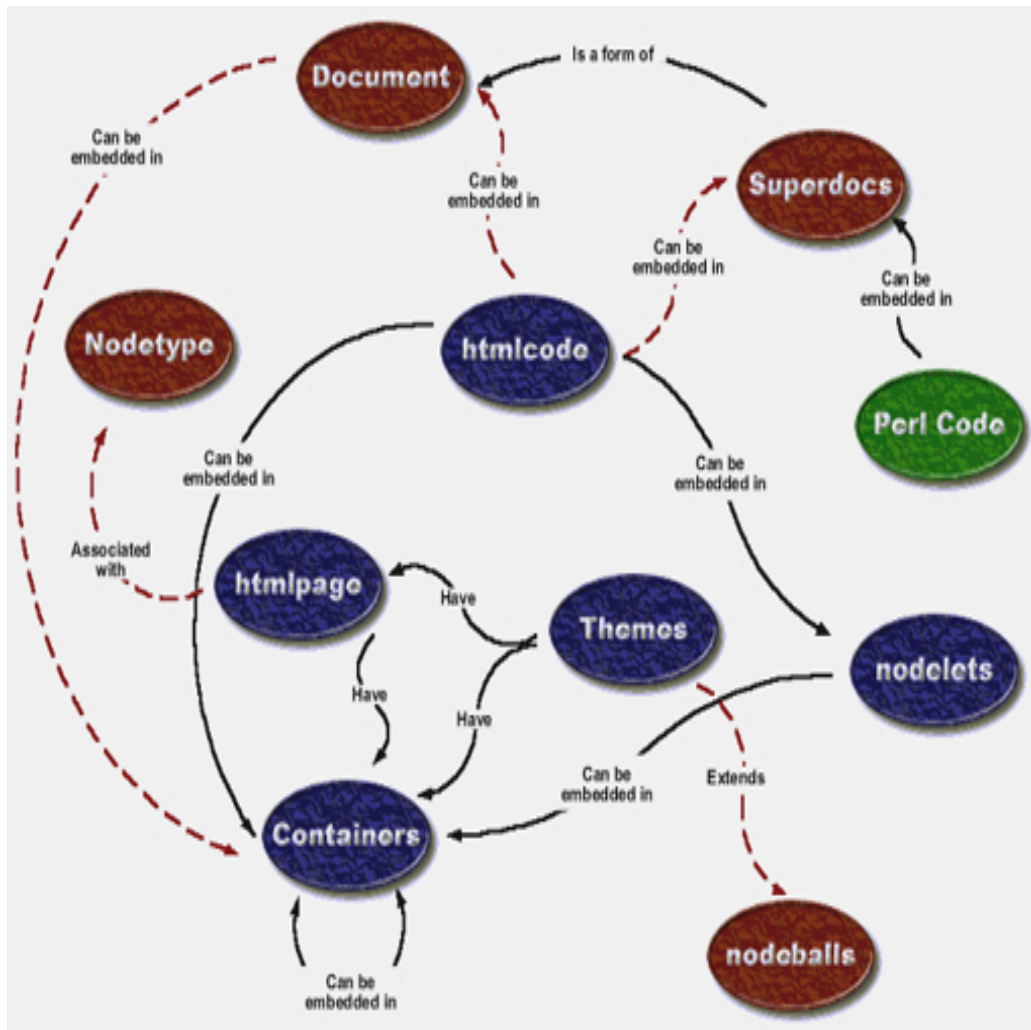 Document
Is a form of
Can be
embedded in
Can be
embedded in
Superdocs
Can be
embedded in
Can be
embedded in
Nodetype
htmlcode
Perl Code
Can be
embedded in
Can be
embedded in
Associated
with
htmlpage
Have
Themes
nodelets
Have
Have
Can be
embedded in
Extends
Containers
nodeballs
Can be
embedded in